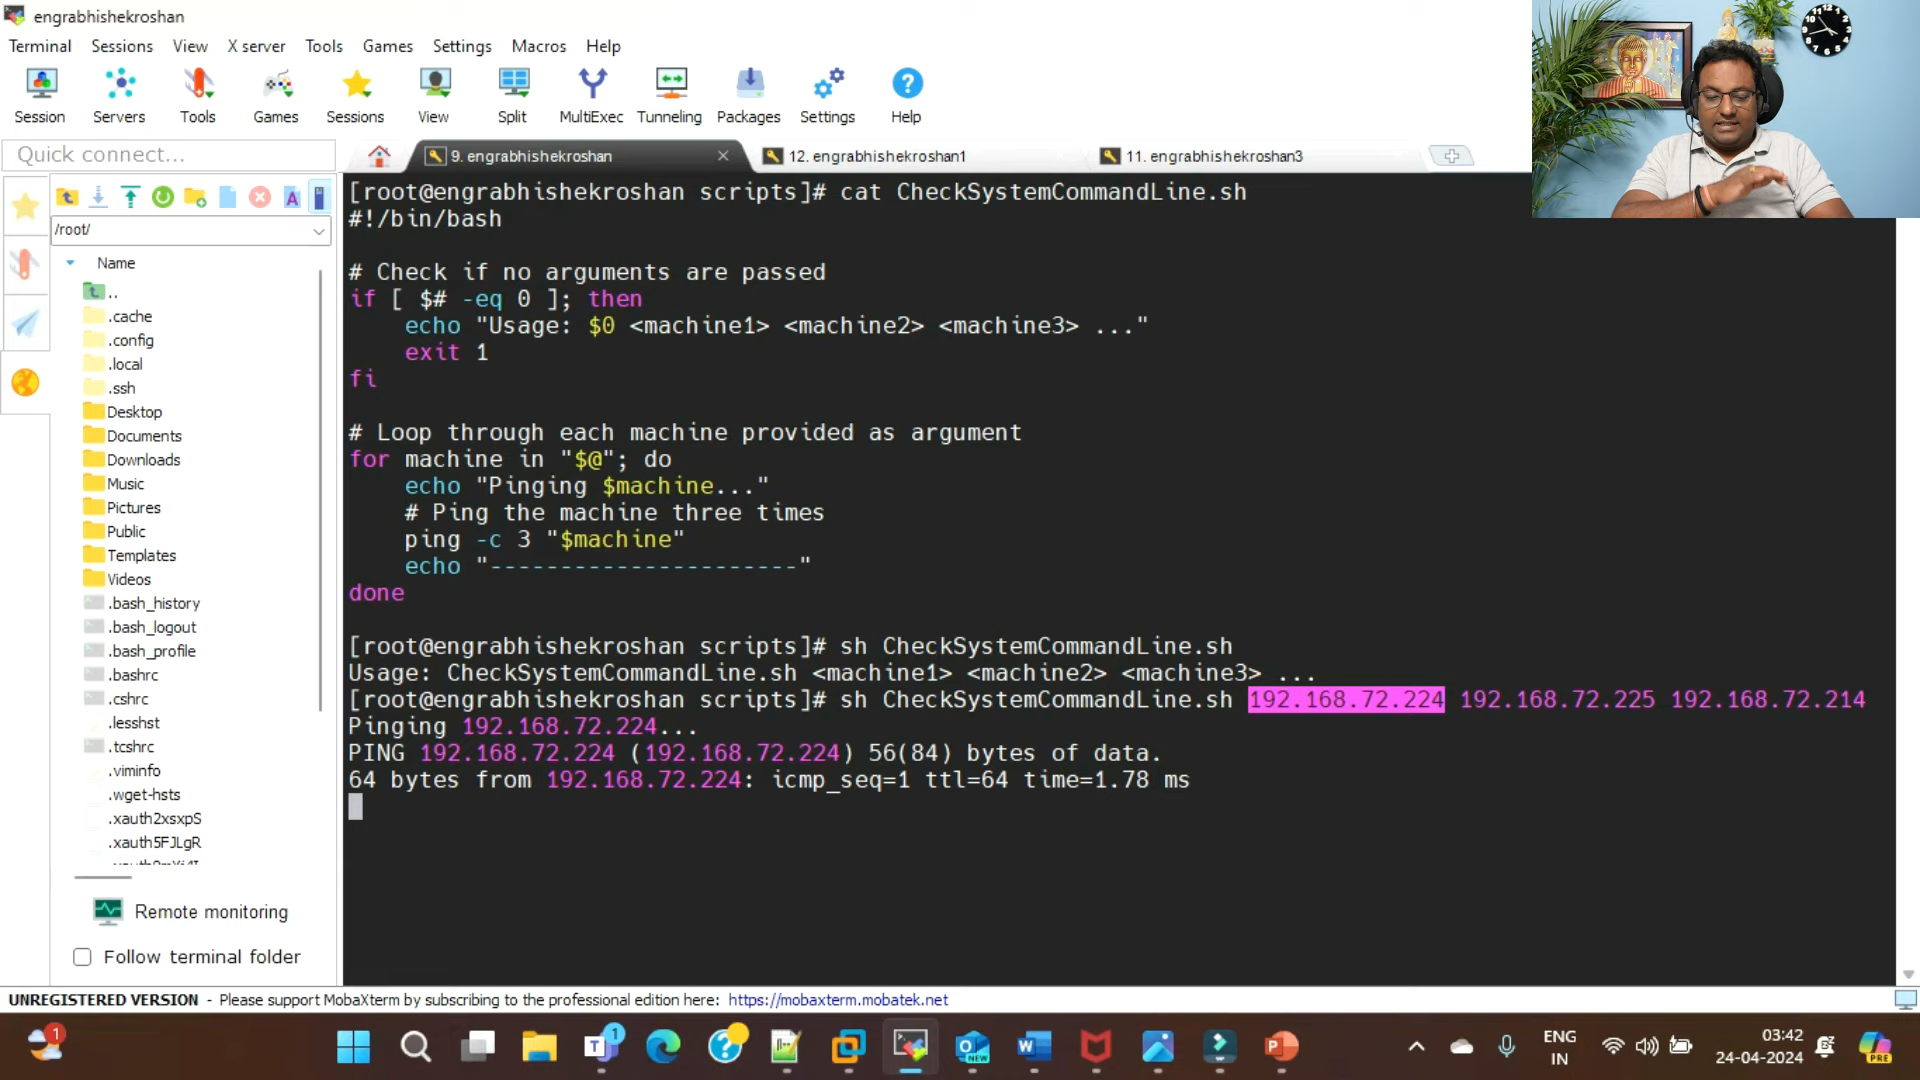 engrabhishekroshan
Terminal Sessions View X server Tools Games Settings Macros Help
Session Servers Tools Games Sessions View Split MultiExec Tunneling Packages Settings Help
Quick connect...
9. engrabhishekroshan
12. engrabhishekroshan1
11. engrabhishekroshan3
/root/
Name
..
.cache
.config
.local
.ssh
Desktop
Documents
Downloads
Music
Pictures
Public
Templates
Videos
.bash_history
.bash_logout
.bash_profile
.bashrc
.cshrc
.lesshst
.tcshrc
.viminfo
.wget-hsts
.xauth2xsxpS
.xauth5FJLgR
Remote monitoring
Follow terminal folder
[root@engrabhishekroshan scripts]# cat CheckSystemCommandLine.sh
#!/bin/bash
# Check if no arguments are passed
if [ $# -eq 0 ]; then
echo "Usage: $0 <machine1> <machine2> <machine3> ..."
exit 1
fi
# Loop through each machine provided as argument
for machine in "$@"; do
echo "Pinging $machine..."
# Ping the machine three times
ping -c 3 "$machine"
echo "----------------------"
done
[root@engrabhishekroshan scripts]# sh CheckSystemCommandLine.sh
Usage: CheckSystemCommandLine.sh <machine1> <machine2> <machine3> ...
[root@engrabhishekroshan scripts]# sh CheckSystemCommandLine.sh 192.168.72.224 192.168.72.225 192.168.72.214
Pinging 192.168.72.224...
PING 192.168.72.224 (192.168.72.224) 56(84) bytes of data.
64 bytes from 192.168.72.224: icmp_seq=1 ttl=64 time=1.78 ms
UNREGISTERED VERSION - Please support MobaXterm by subscribing to the professional edition here: https://mobaxterm.mobatek.net
ENG
IN
03:42
24-04-2024